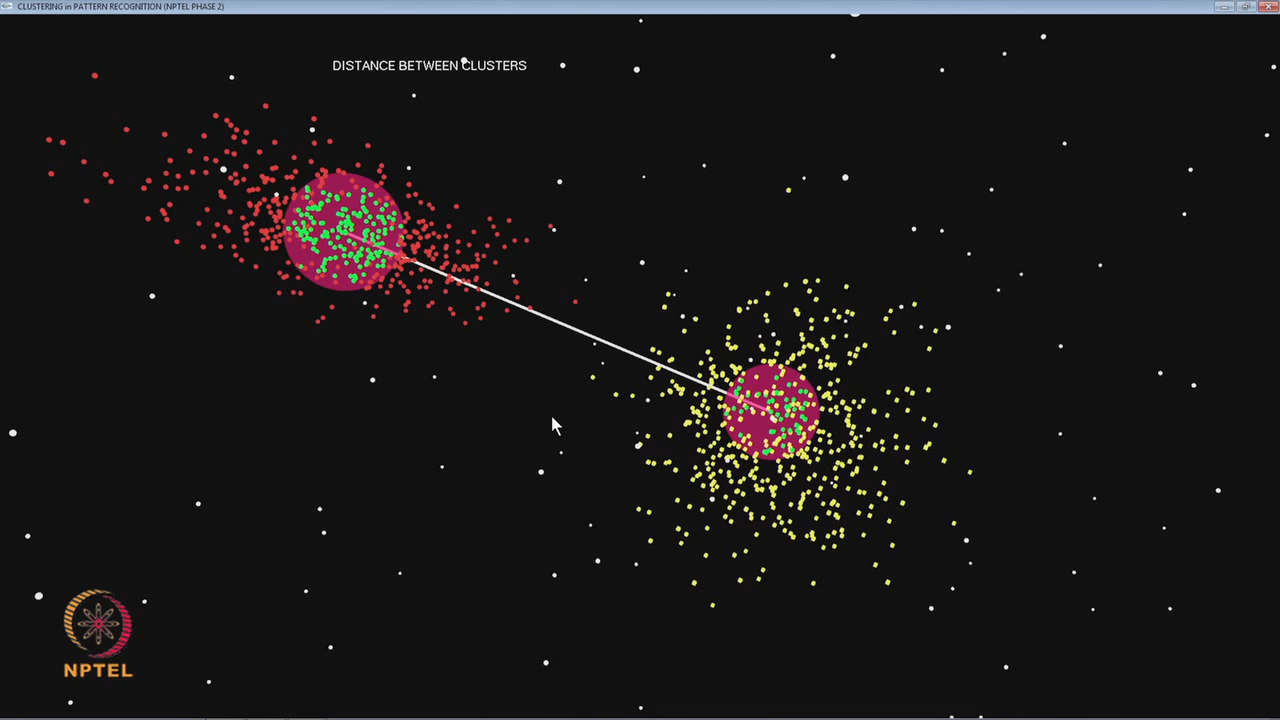 CLUSTERING in PATTERN RECOGNITION (NPTEL PHASE 2)
DISTANCE BETWEEN CLUSTERS
NPTEL